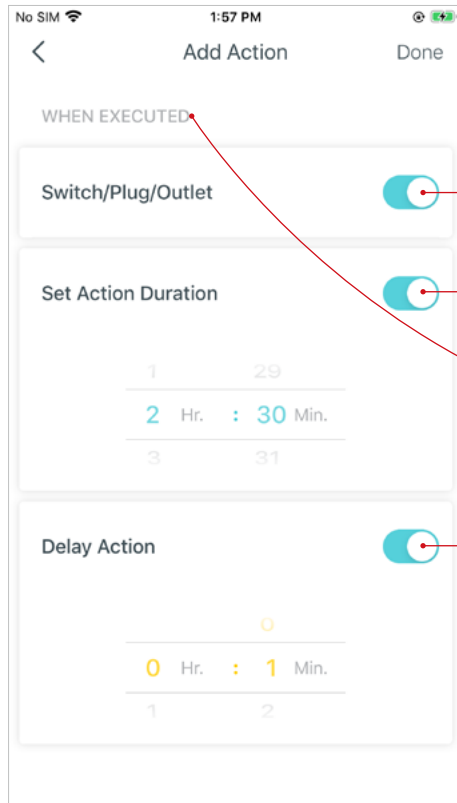 No SIM 1:57 PM
Add Action Done
WHEN EXECUTED
Switch/Plug/Outlet
Set Action Duration
1 29
2 Hr. : 30 Min.
3 31
Delay Action
0
0 Hr. : 1 Min.
1 2